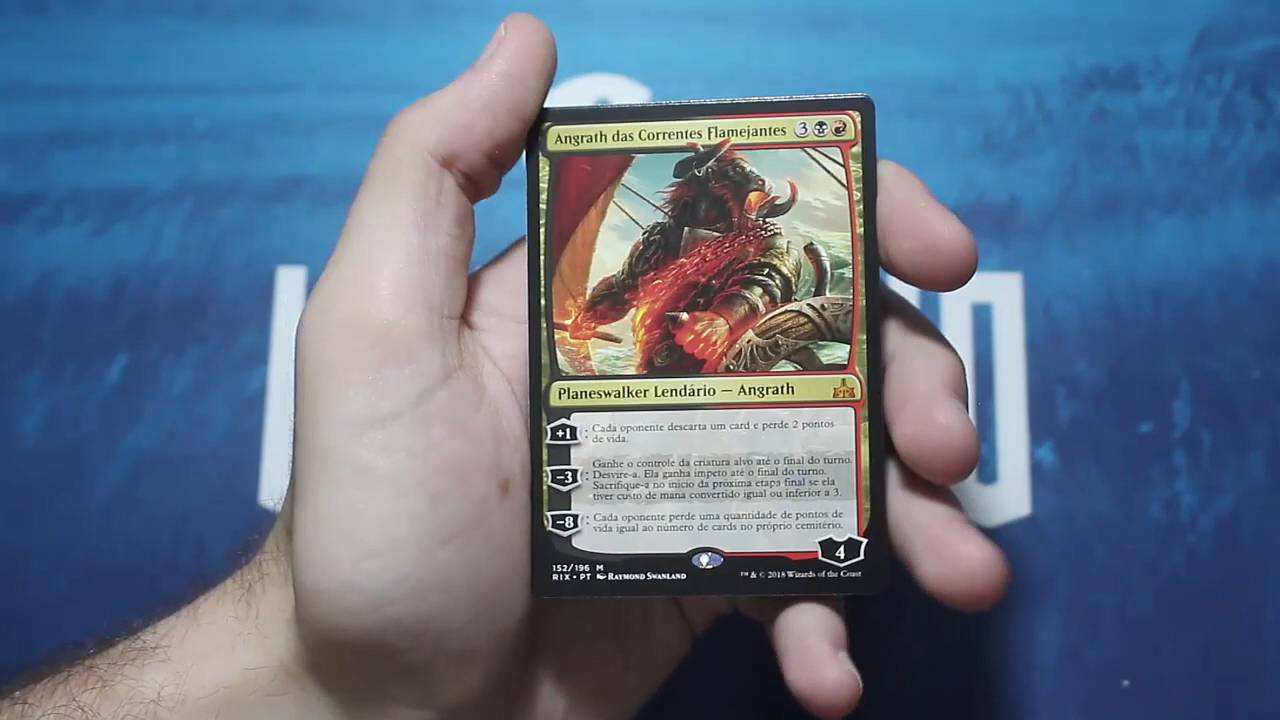 Angrath das Correntes Flamejantes 3
Planeswalker Lendário — Angrath
+1 : Cada oponente descarta um card e perde 2 pontos
de vida.
Ganhe o controle da criatura alvo até o final do turno.
-3 : Desvire-a. Ela ganha ímpeto até o final do turno.
Sacrifique-a no início da próxima etapa final se ela
tiver custo de mana convertido igual ou inferior a 3.
-8 : Cada oponente perde uma quantidade de pontos de
vida igual ao número de cards no próprio cemitério.
4
152/196 M
RIX • PT Raymond Swanland
™ & © 2018 Wizards of the Coast